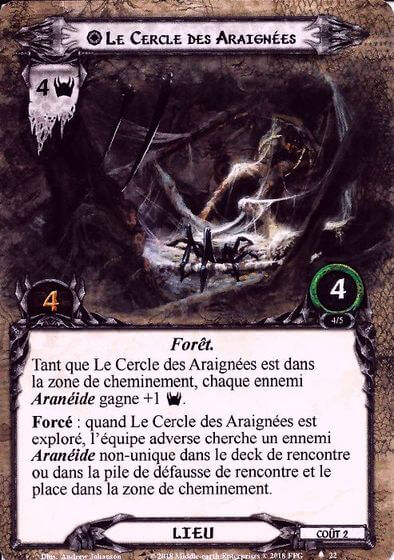 Le Cercle des Araignées
4
4
4
4/5
Forêt.
Tant que Le Cercle des Araignées est dans
la zone de cheminement, chaque ennemi
Aranéide gagne +1
Forcé : quand Le Cercle des Araignées est
exploré, l'équipe adverse cherche un ennemi
Aranéide non-unique dans le deck de rencontre
ou dans la pile de défausse de rencontre et le
place dans la zone de cheminement.
LIEU
COÛT 2
Illus. Andrew Johanson
© 2018 Middle-earth Enterprises © 2018 FFG
22